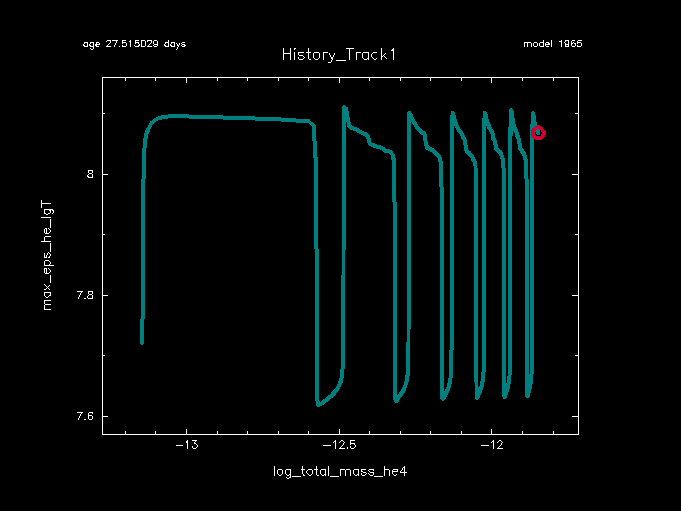 age 27.515029 days
model 1965
History_Track1
8
7.8
7.6
max_eps_he_lgT
-13
-12.5
-12
log_total_mass_he4